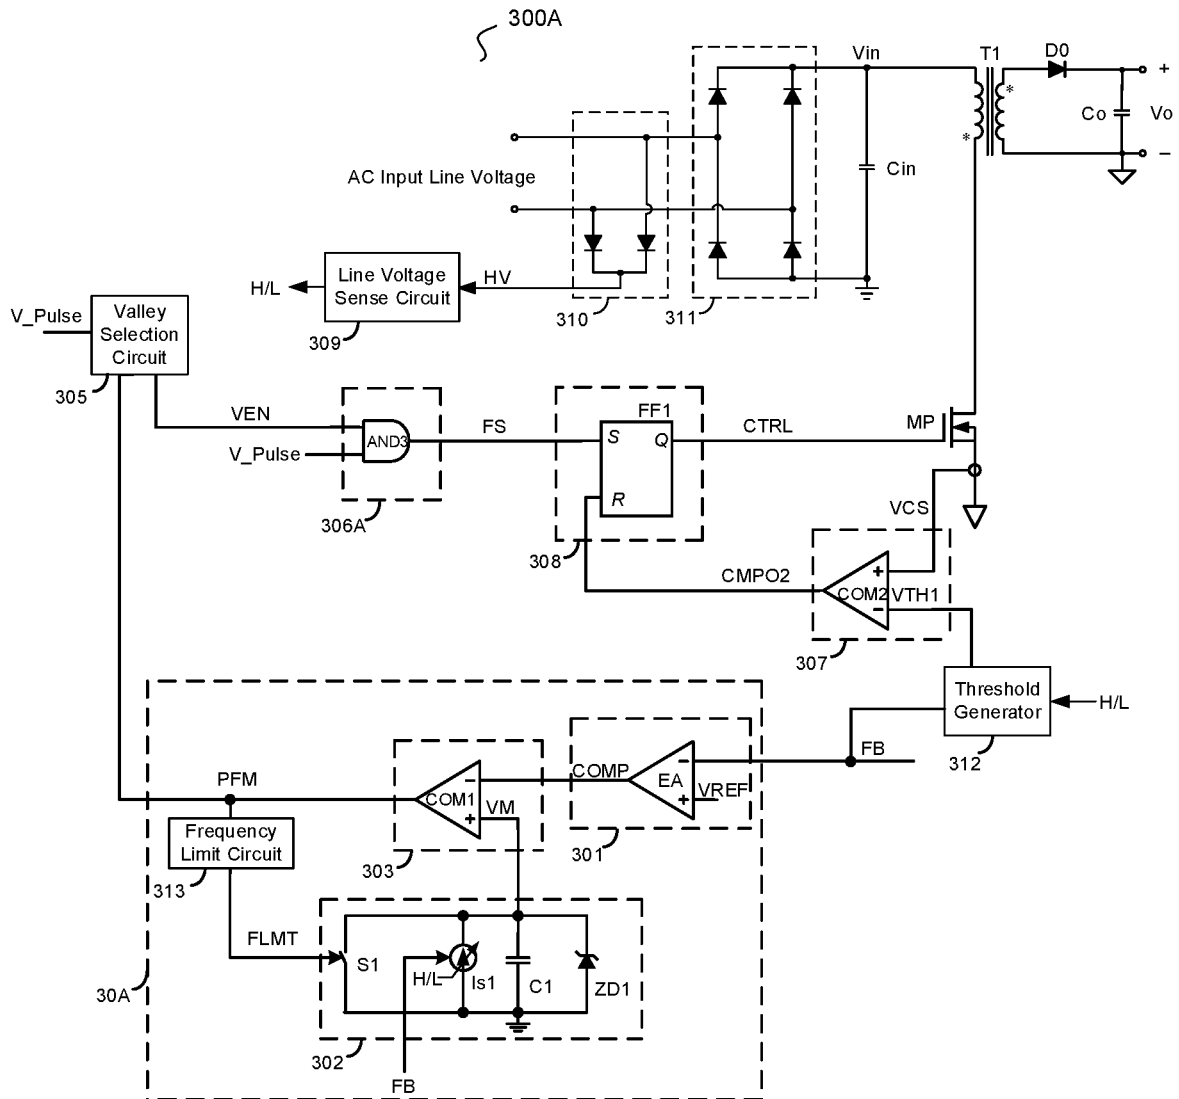 300A
Vin
T1
D0
+
*
Co
Vo
*
−
Cin
AC Input Line Voltage
Line Voltage
Sense Circuit
H/L
HV
309
310
311
V_Pulse
Valley
Selection
Circuit
305
VEN
V_Pulse
AND3
306A
FS
FF1
S
Q
R
308
CTRL
MP
VCS
CMPO2
+
COM2
−
VTH1
307
Threshold
Generator
H/L
312
FB
PFM
COM1
−
+
VM
303
COMP
EA
−
+
VREF
301
Frequency
Limit Circuit
313
FLMT
S1
H/L
Is1
C1
ZD1
30A
302
FB